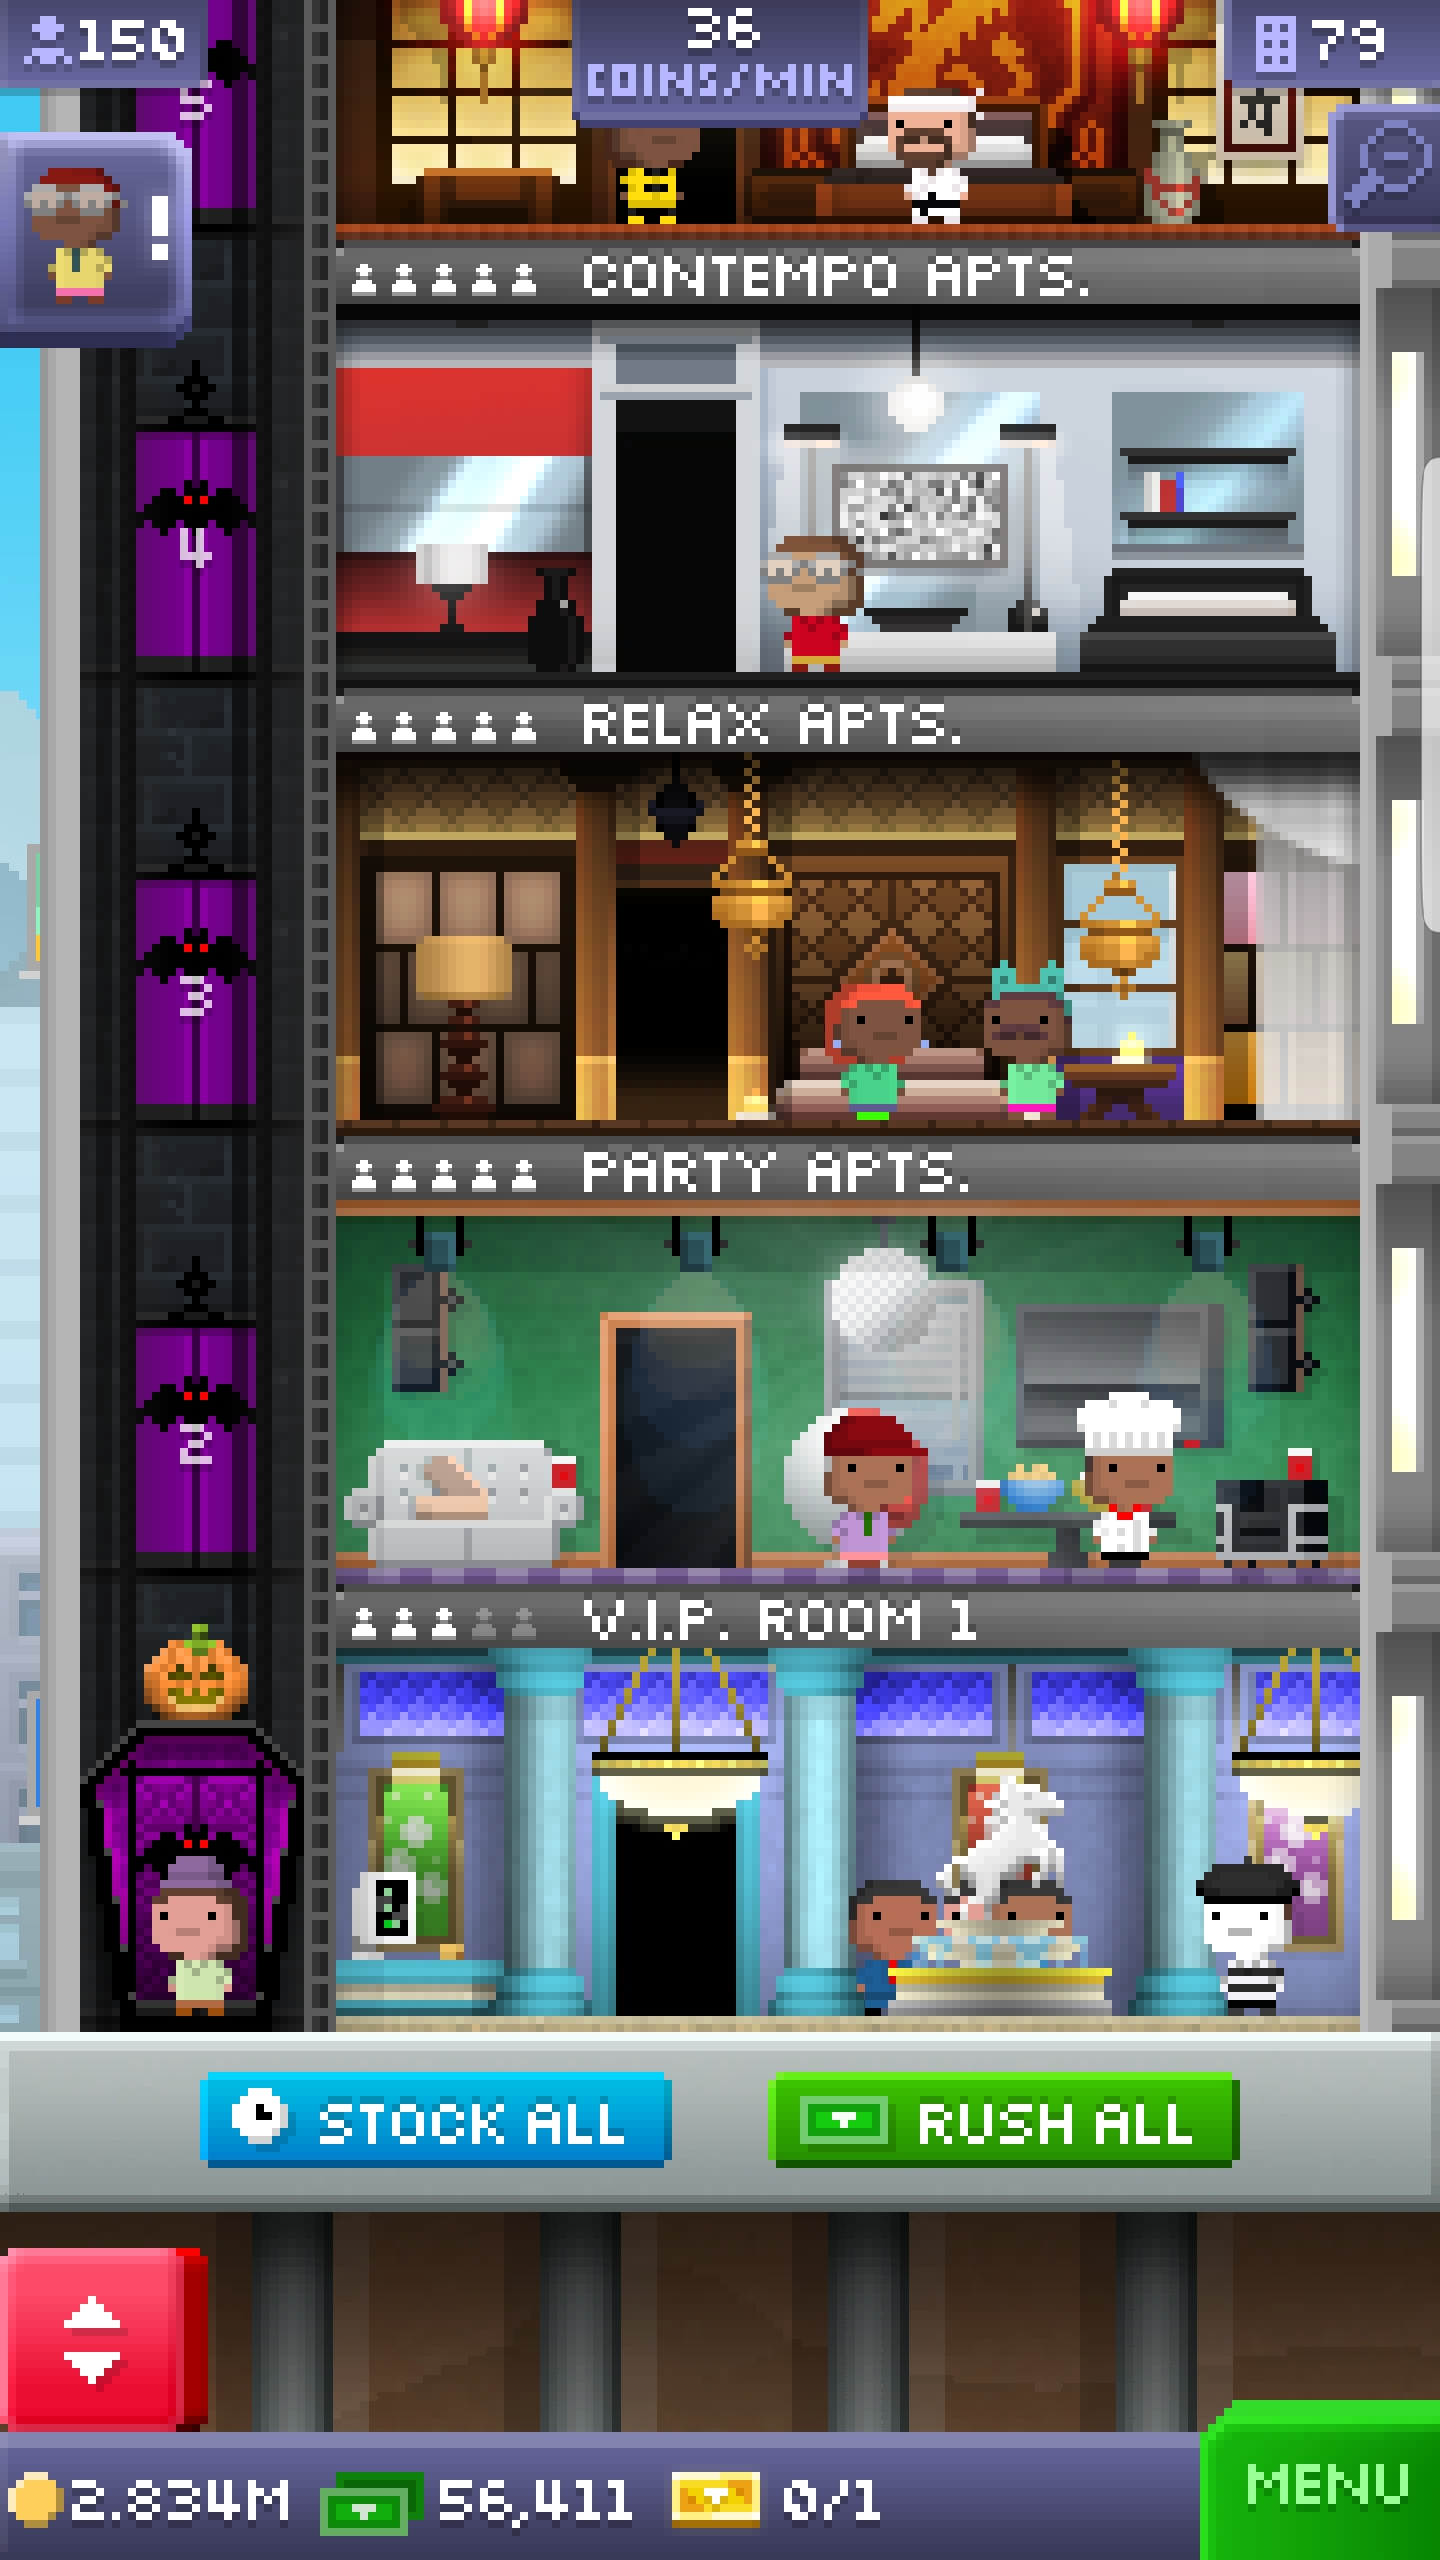 150
36
COINS/MIN
79
5
!
CONTEMPO APTS.
4
RELAX APTS.
3
PARTY APTS.
2
V.I.P. ROOM 1
STOCK ALL
RUSH ALL
2.834M
56,411
0/1
MENU